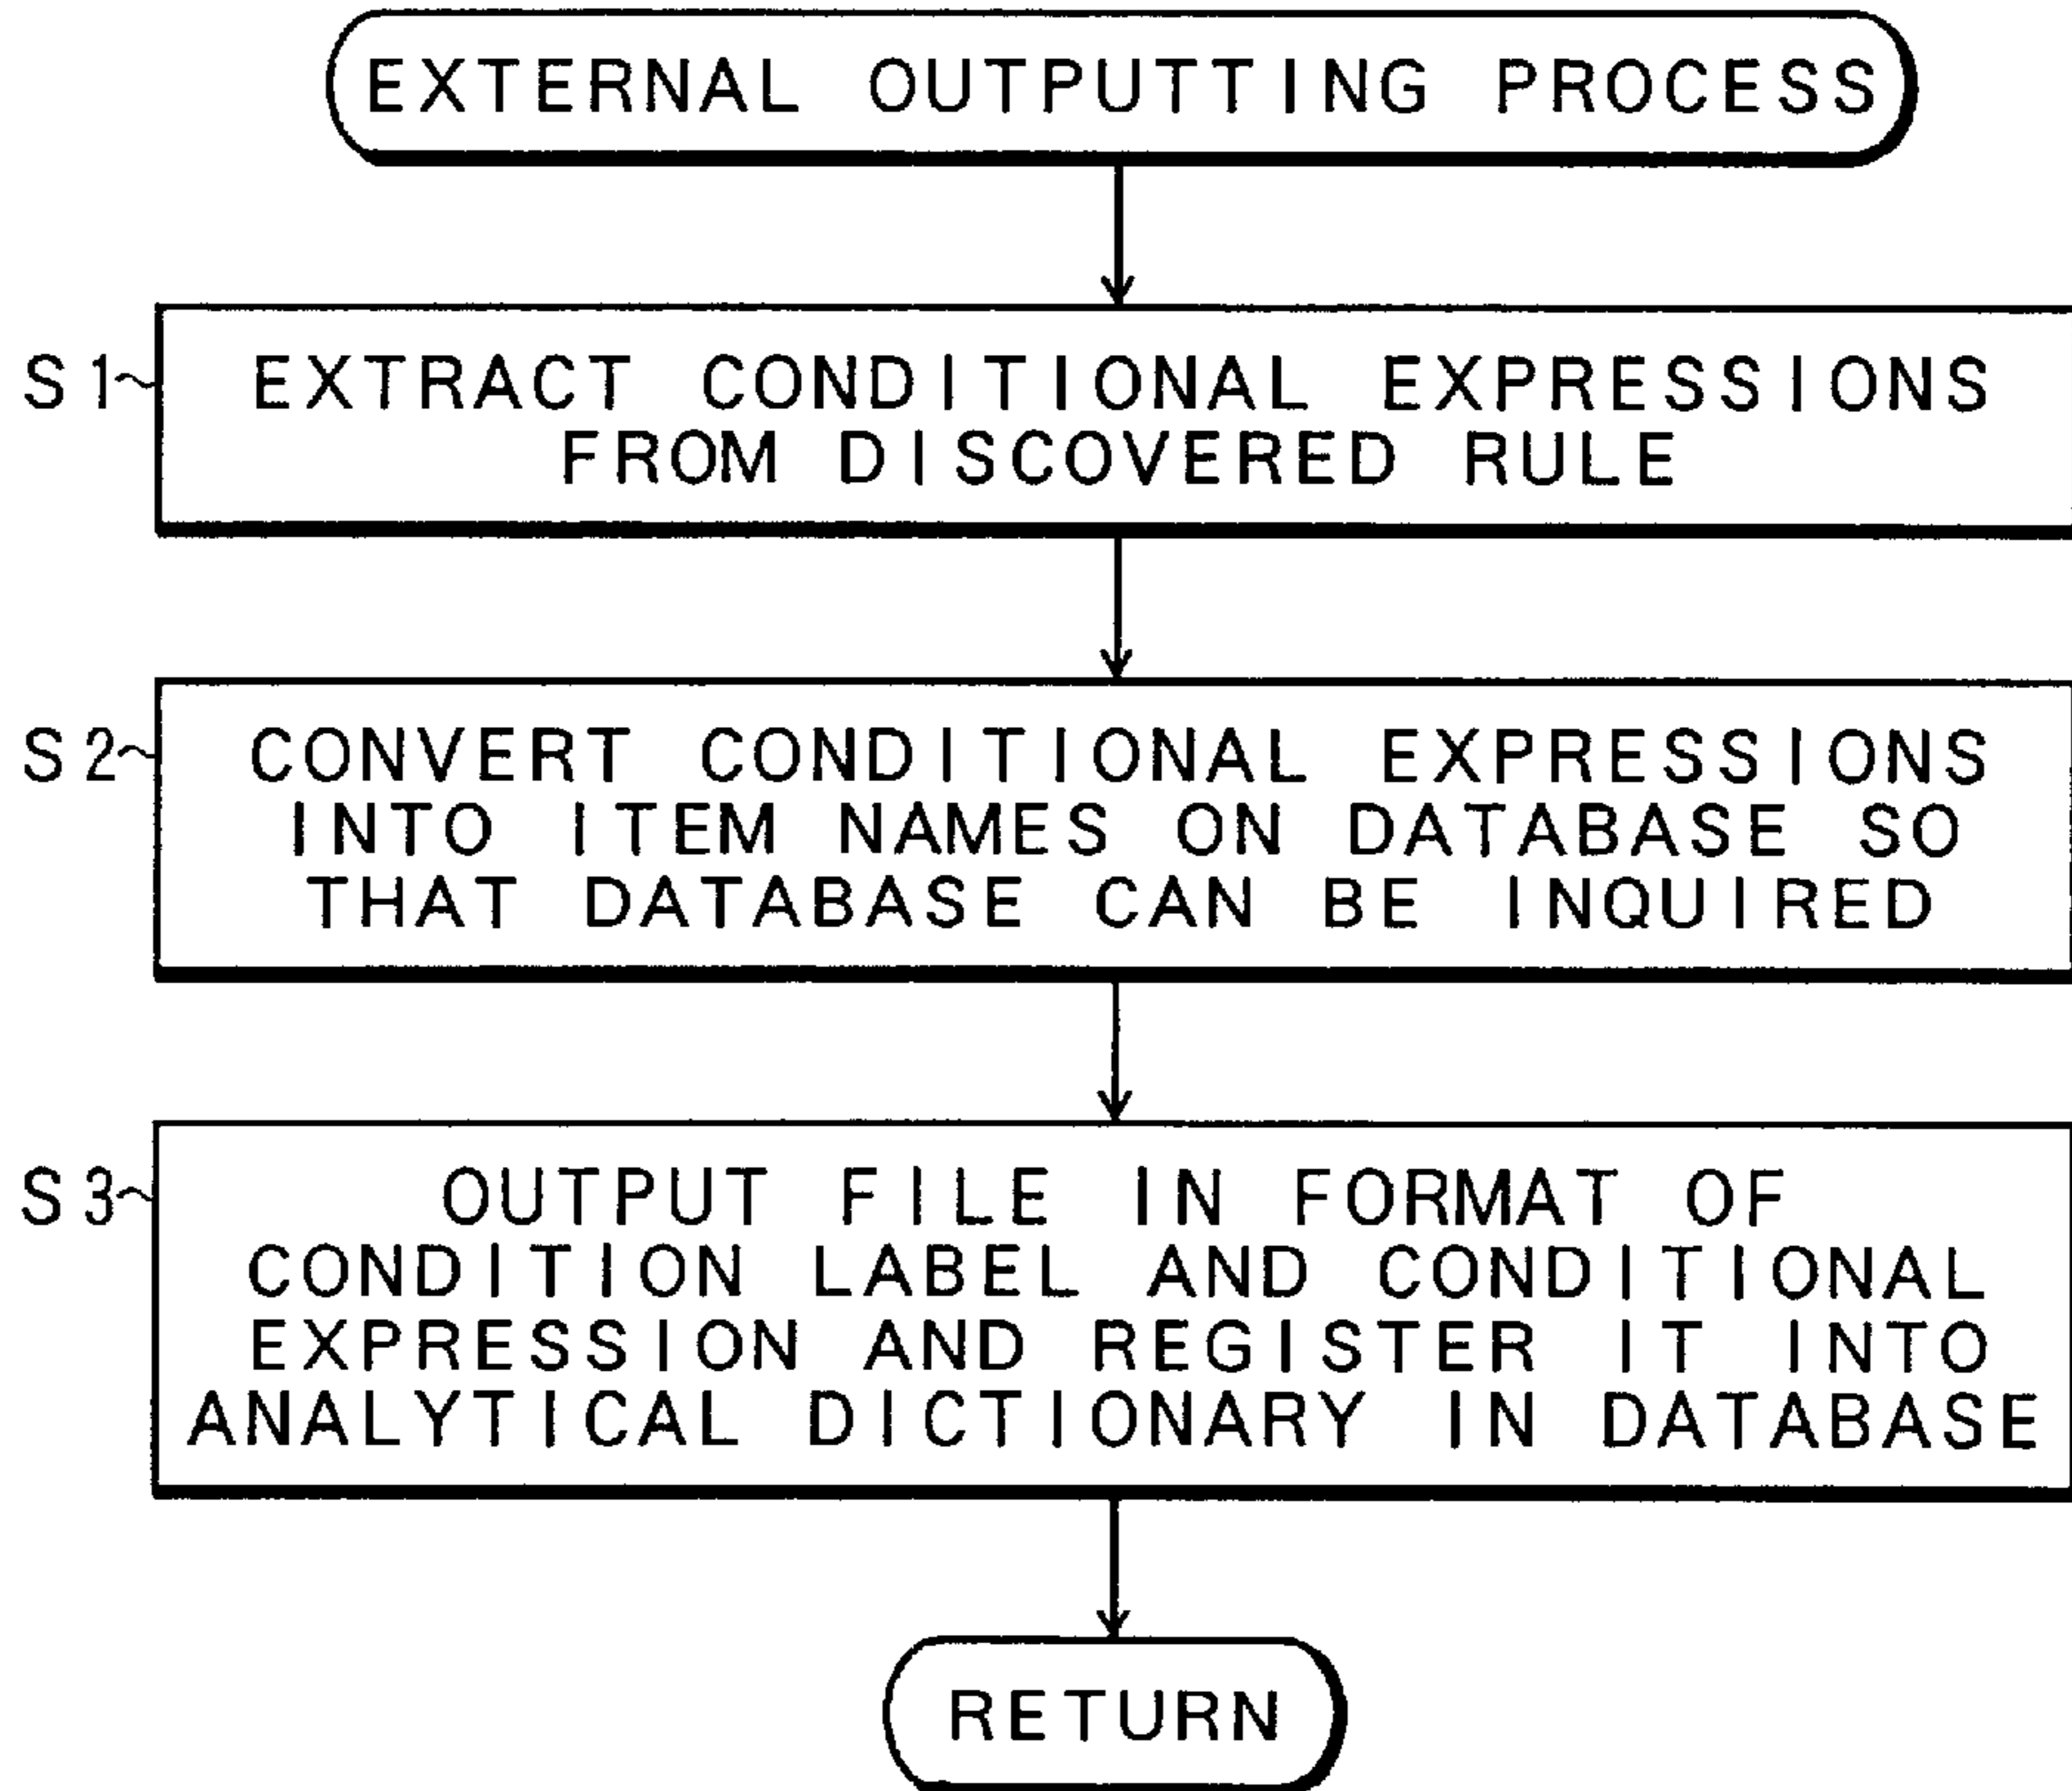 EXTERNAL OUTPUTTING PROCESS
S1
EXTRACT CONDITIONAL EXPRESSIONS
FROM DISCOVERED RULE
S2
CONVERT CONDITIONAL EXPRESSIONS
INTO ITEM NAMES ON DATABASE SO
THAT DATABASE CAN BE INQUIRED
S3
OUTPUT FILE IN FORMAT OF
CONDITION LABEL AND CONDITIONAL
EXPRESSION AND REGISTER IT INTO
ANALYTICAL DICTIONARY IN DATABASE
RETURN